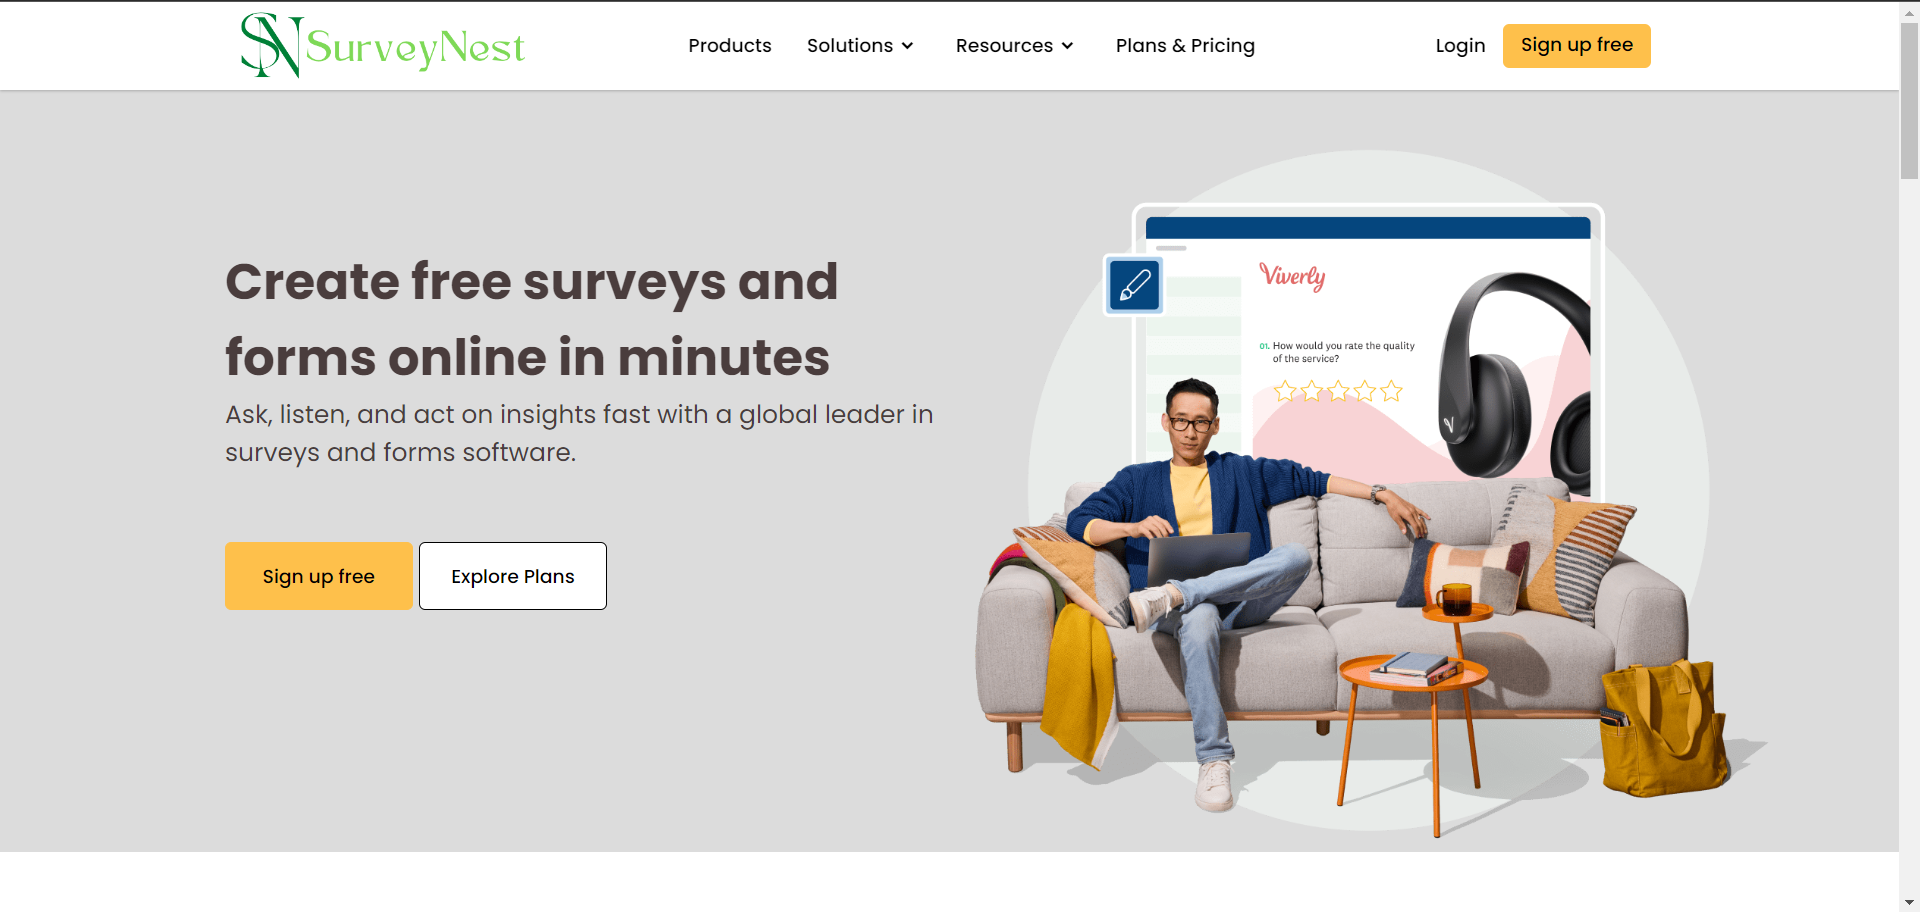 SN SurveyNest
Products
Solutions
Resources
Plans & Pricing
Login
Sign up free
Create free surveys and
forms online in minutes
Ask, listen, and act on insights fast with a global leader in
surveys and forms software.
Sign up free
Explore Plans
Viverly
01. How would you rate the quality
of the service?
V